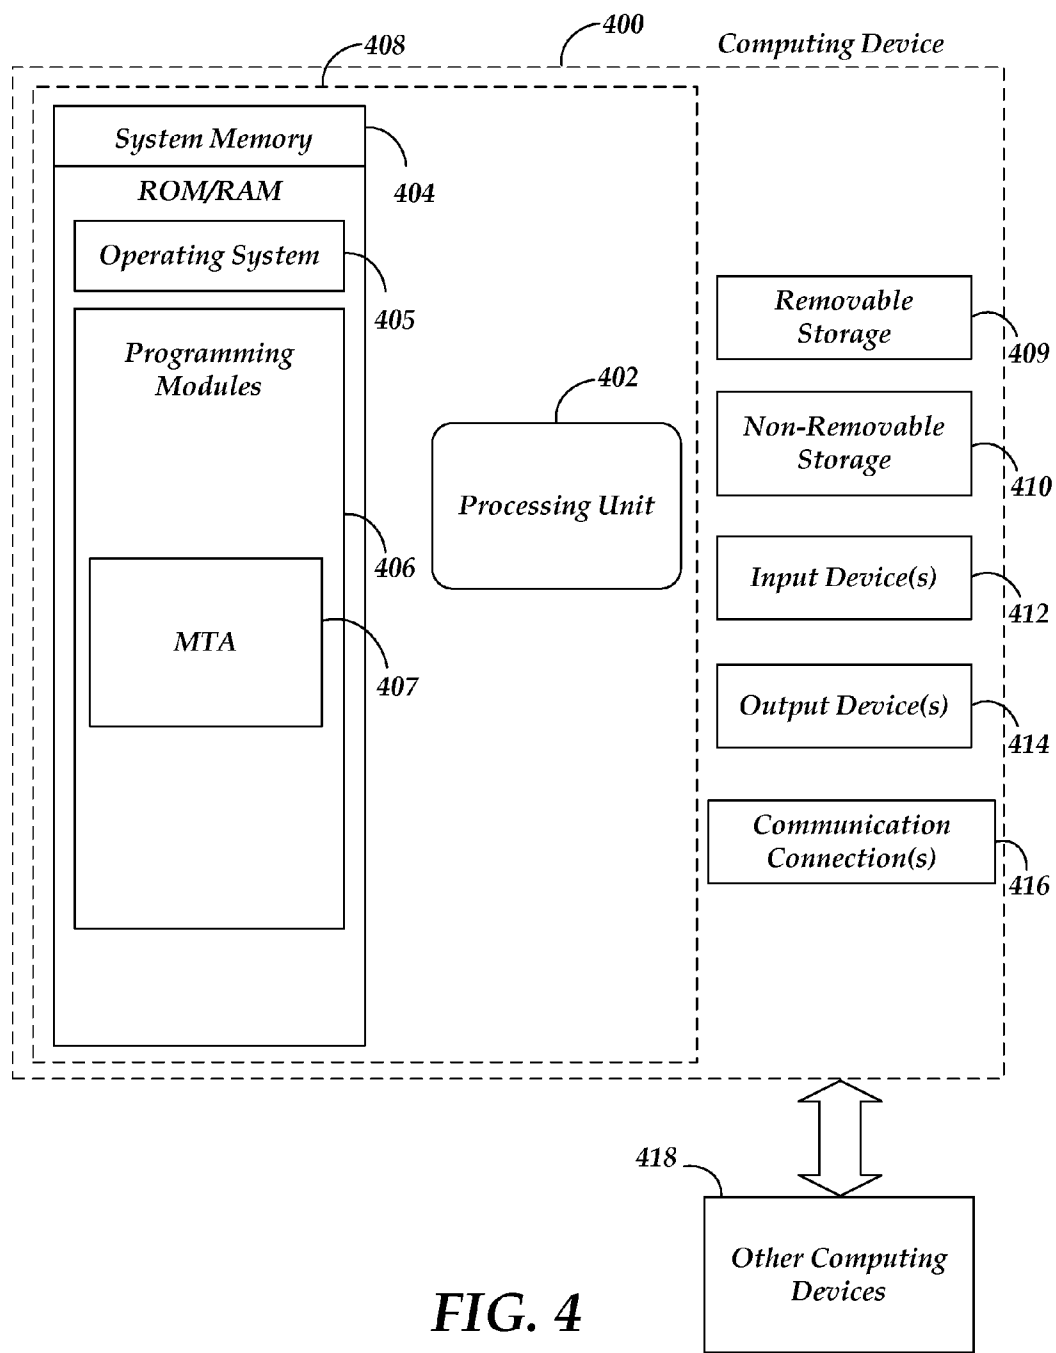 400
Computing Device
408
System Memory
404
ROM/RAM
Operating System
405
Programming
Modules
406
MTA
407
402
Processing Unit
Removable
Storage
409
Non-Removable
Storage
410
Input Device(s)
412
Output Device(s)
414
Communication
Connection(s)
416
418
Other Computing
Devices
FIG. 4